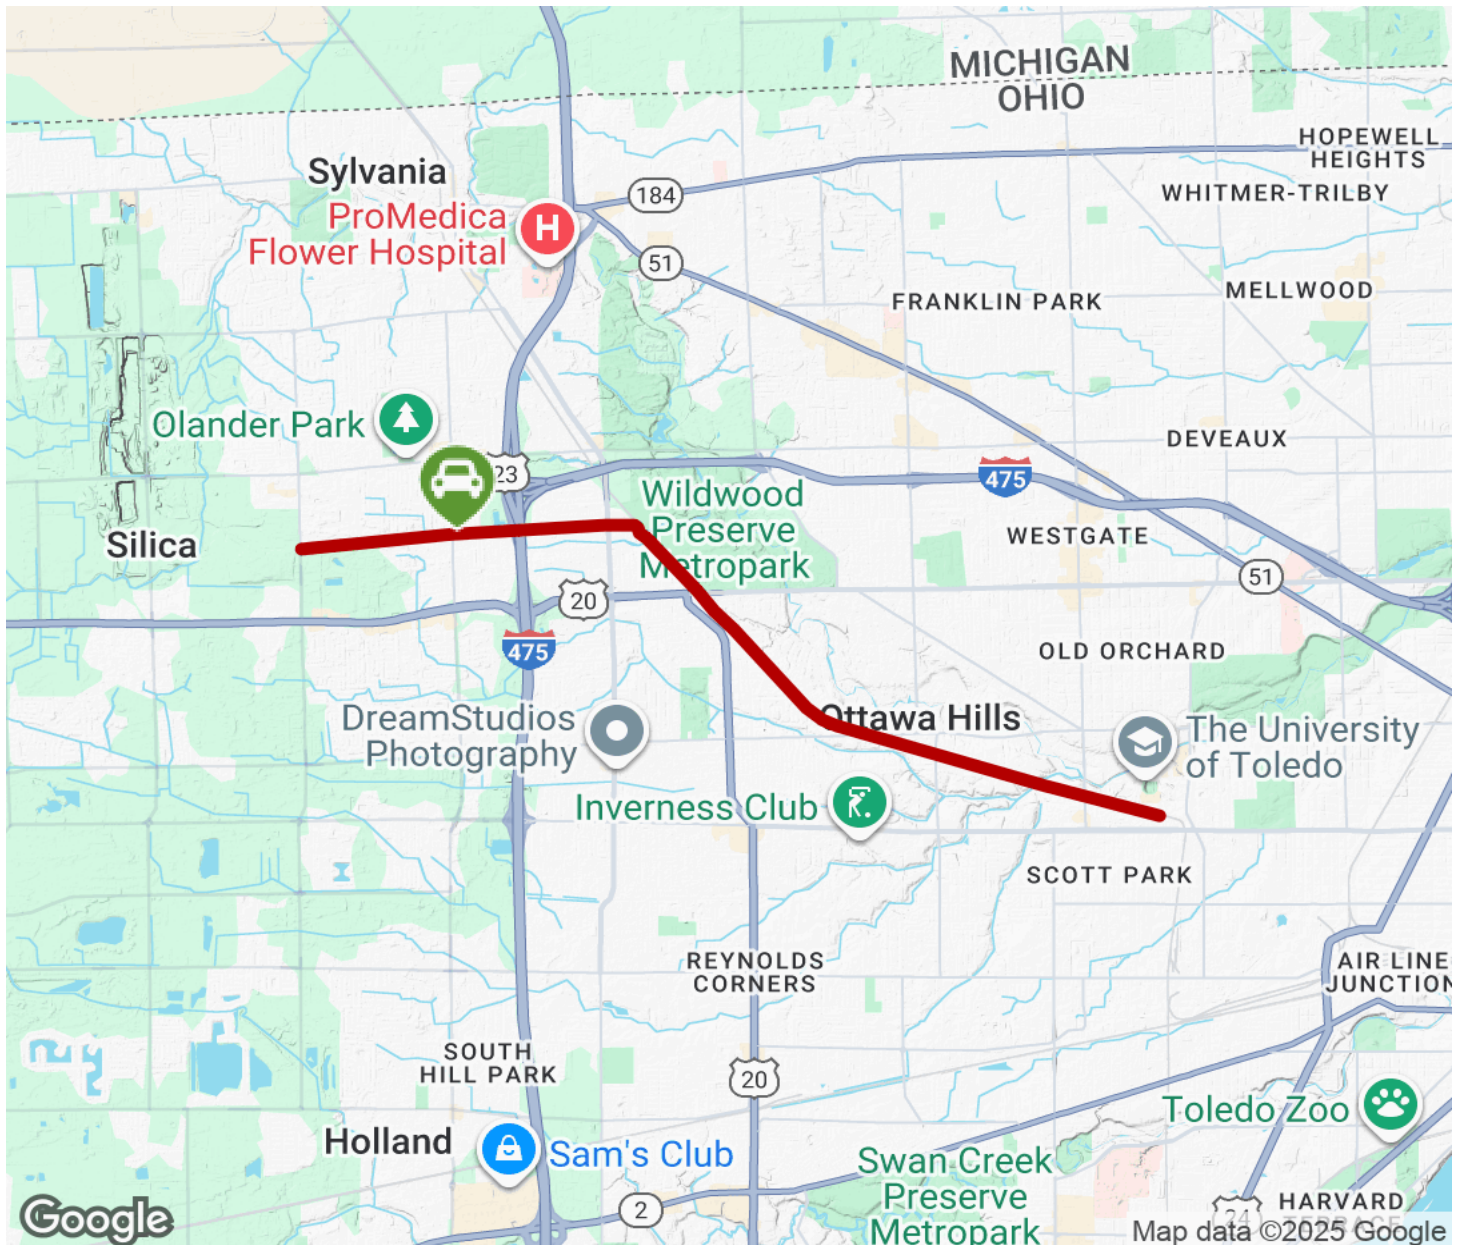 MICHIGAN
OHIO
HOPEWELL
HEIGHTS
Sylvania
184
WHITMER-TRILBY
ProMedica
Flower Hospital
H
51
FRANKLIN PARK
MELLWOOD
Olander Park
DEVEAUX
23
475
Wildwood
Preserve
Metropark
Silica
WESTGATE
51
20
475
OLD ORCHARD
DreamStudios
Photography
Ottawa Hills
The University
of Toledo
Inverness Club
SCOTT PARK
REYNOLDS
CORNERS
AIR LINE
JUNCTION
SOUTH
HILL PARK
20
Toledo Zoo
Holland
Sam's Club
Swan Creek
Preserve
Metropark
2
24
HARVARD
TERRACE
Google
Map data ©2025 Google